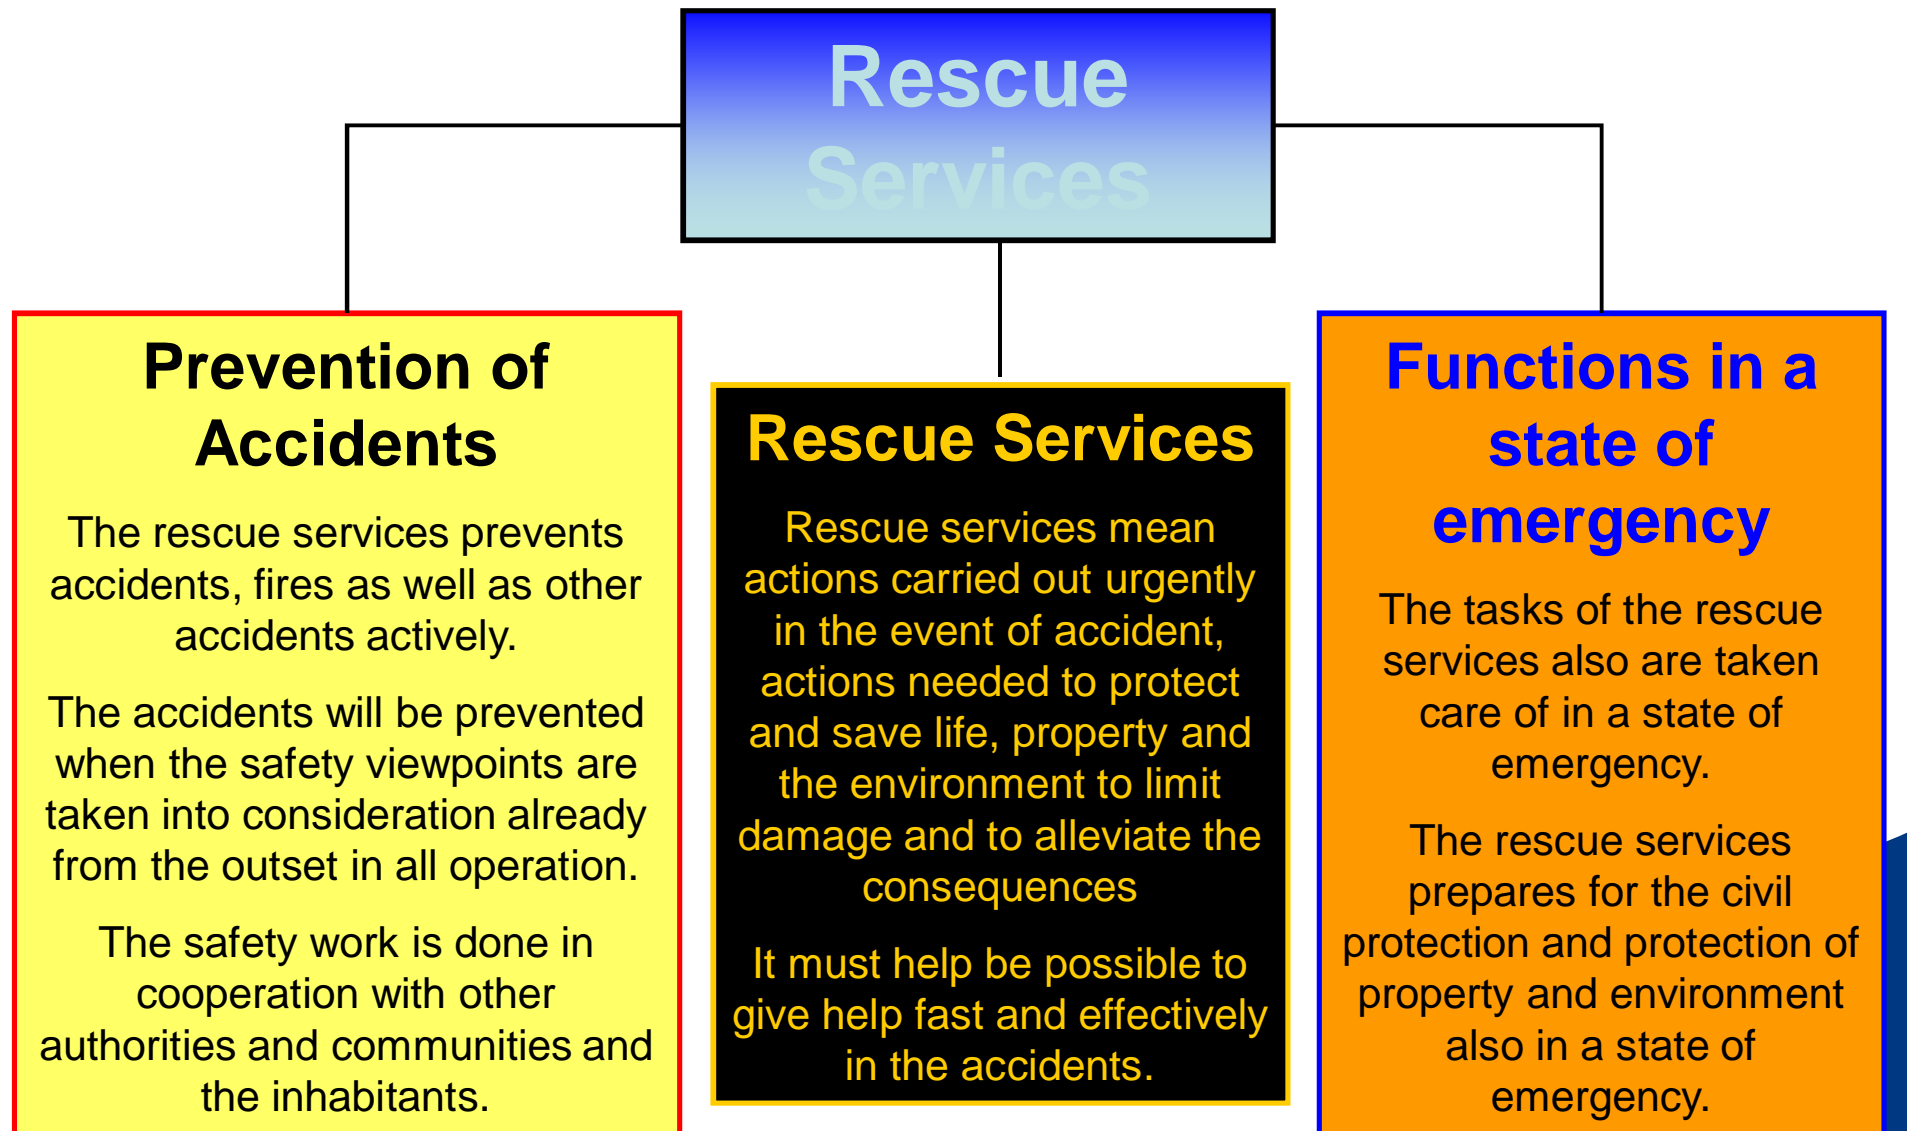 Rescue
Services
Prevention of
Accidents
The rescue services prevents
accidents, fires as well as other
accidents actively.
The accidents will be prevented
when the safety viewpoints are
taken into consideration already
from the outset in all operation.
The safety work is done in
cooperation with other
authorities and communities and
the inhabitants.
Rescue Services
Rescue services mean
actions carried out urgently
in the event of accident,
actions needed to protect
and save life, property and
the environment to limit
damage and to alleviate the
consequences
It must help be possible to
give help fast and effectively
in the accidents.
Functions in a
state of
emergency
The tasks of the rescue
services also are taken
care of in a state of
emergency.
The rescue services
prepares for the civil
protection and protection of
property and environment
also in a state of
emergency.